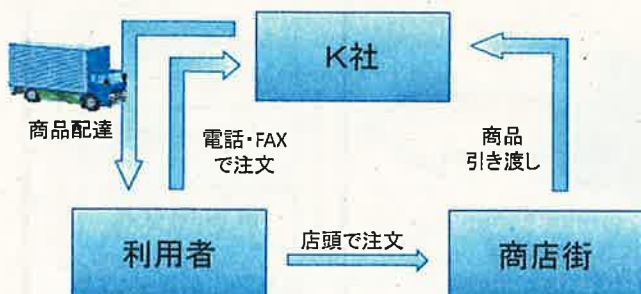 K社
商品配達
電話・FAX
で注文
商品
引き渡し
利用者
店頭で注文
商店街